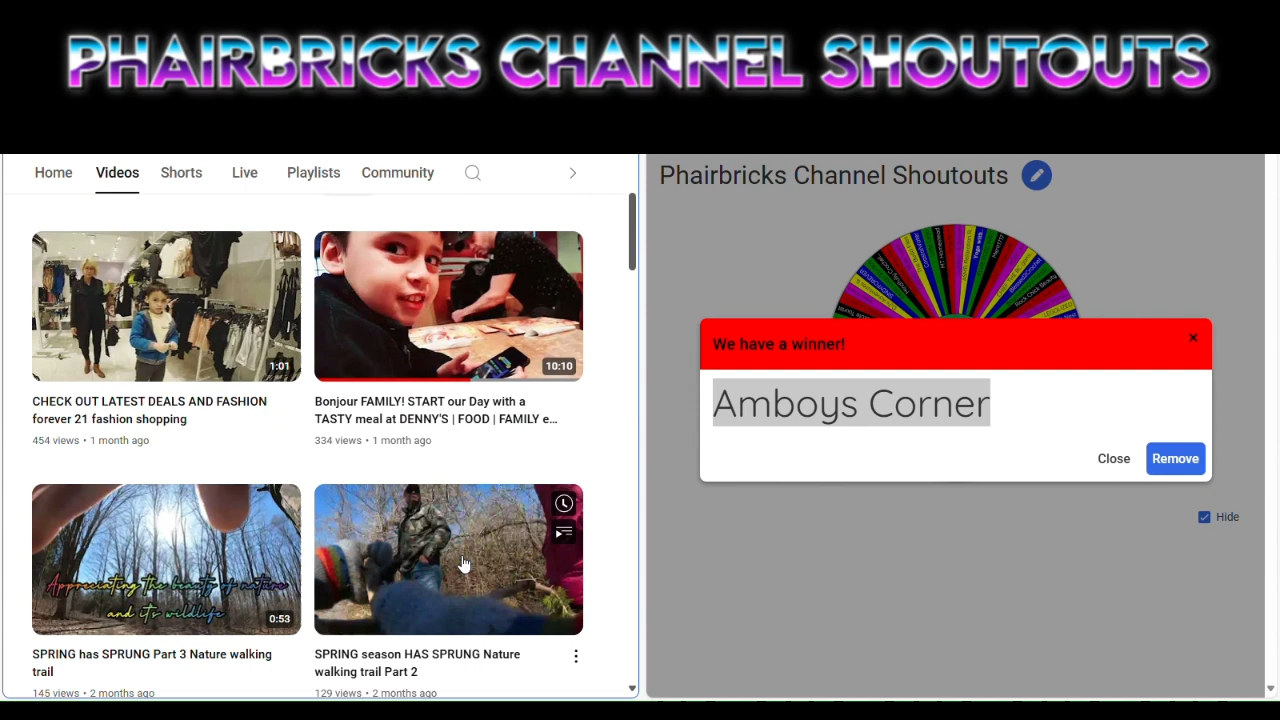 PHAIRBRICKS CHANNEL SHOUTOUTS
Home Videos Shorts Live Playlists Community
1:01
10:10
CHECK OUT LATEST DEALS AND FASHION
forever 21 fashion shopping
454 views • 1 month ago
Bonjour FAMILY! START our Day with a
TASTY meal at DENNY'S | FOOD | FAMILY e...
334 views • 1 month ago
Appreciating the beauty of nature
and its wildlife
0:53
SPRING has SPRUNG Part 3 Nature walking
trail
145 views • 2 months ago
SPRING season HAS SPRUNG Nature
walking trail Part 2
129 views • 2 months ago
Phairbricks Channel Shoutouts
Rock Chick Beauty
We have a winner!
×
Amboys Corner
Close
Remove
Hide